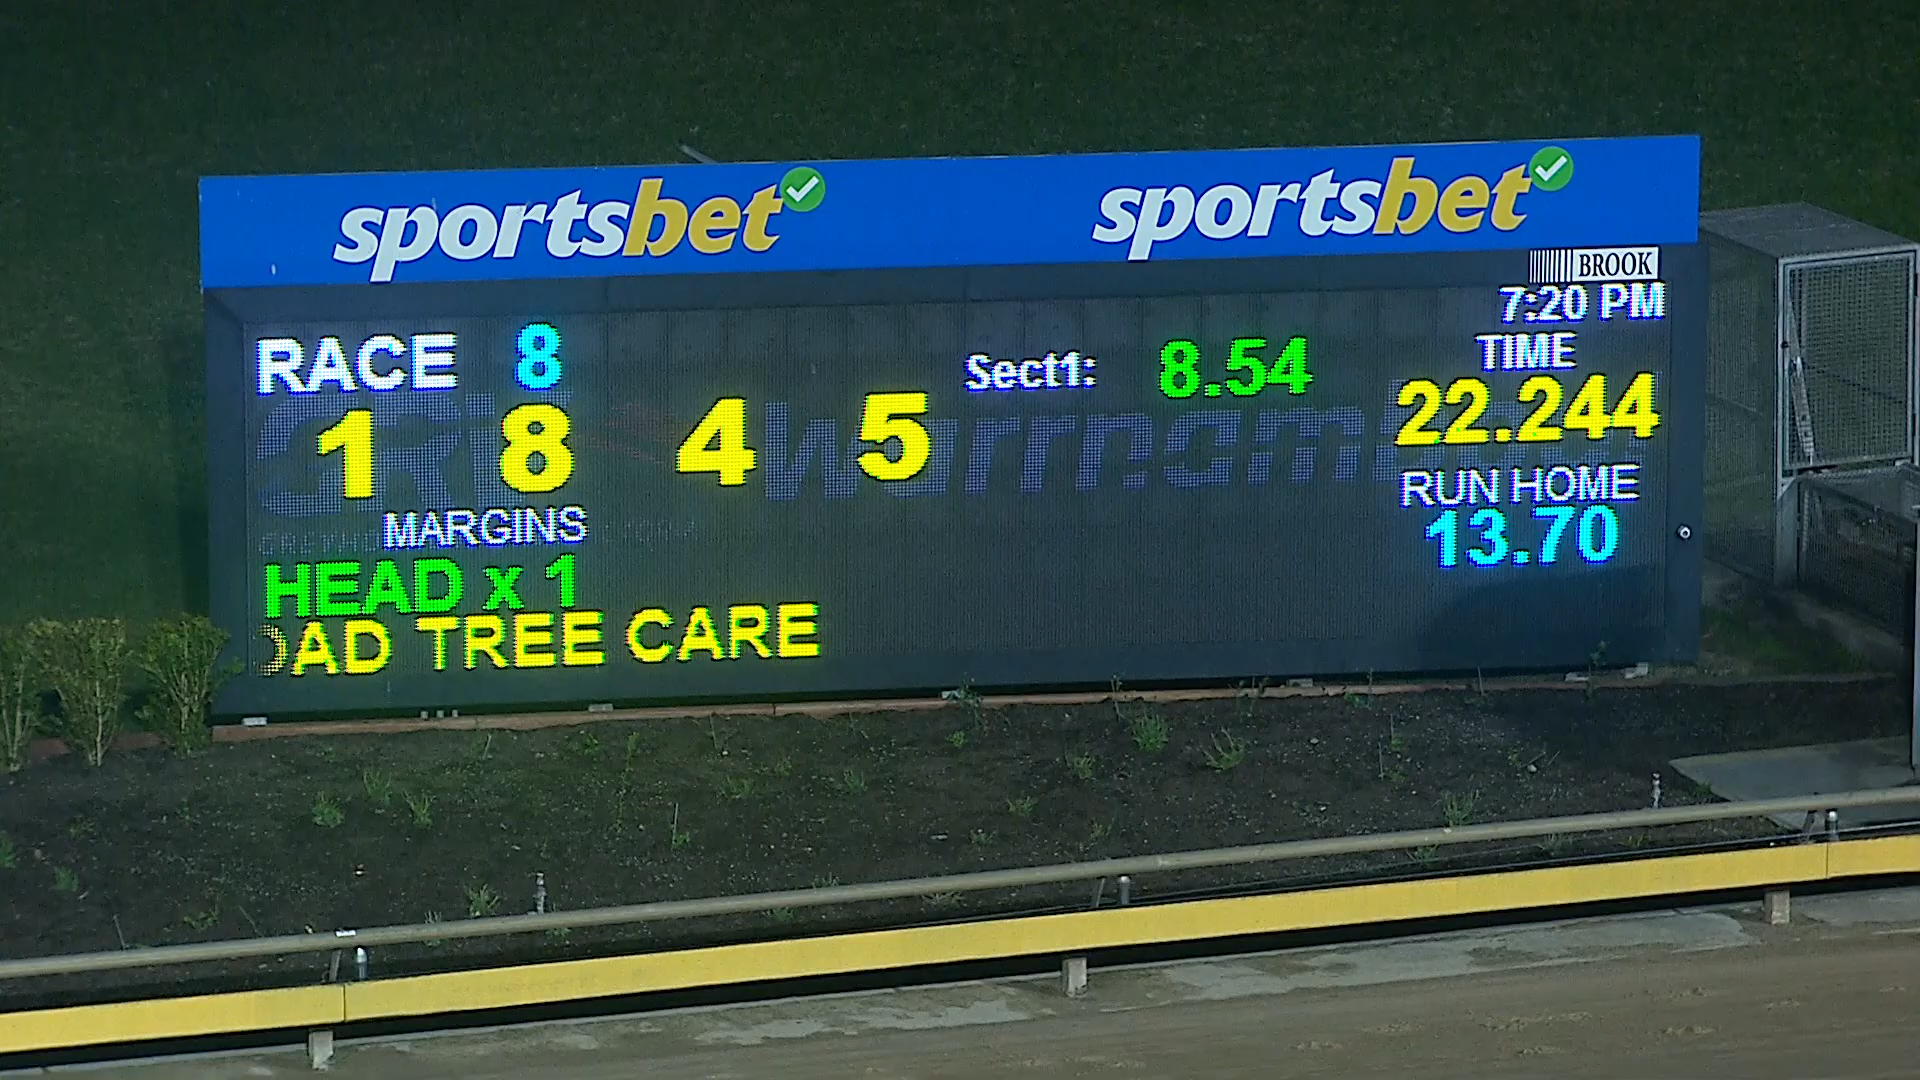 sportsbet sportsbet
BROOK
7:20 PM
RACE 8 Sect1: 8.54 TIME
1 8 4 5 22.244
MARGINS RUN HOME
HEAD x 1 13.70
OAD TREE CARE